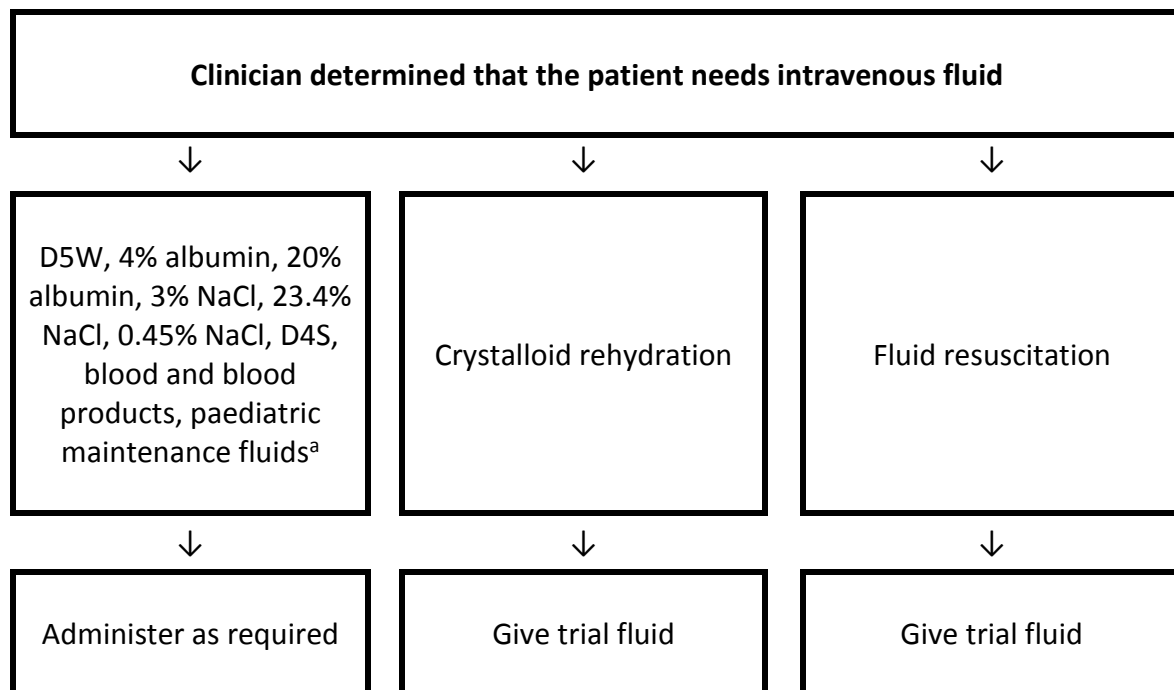 Clinician determined that the patient needs intravenous fluid
↓ ↓ ↓
D5W, 4% albumin, 20%
albumin, 3% NaCl, 23.4%
NaCl, 0.45% NaCl, D4S,
blood and blood
products, paediatric
maintenance fluidsᵃ
Crystalloid rehydration
Fluid resuscitation
↓ ↓ ↓
Administer as required
Give trial fluid
Give trial fluid